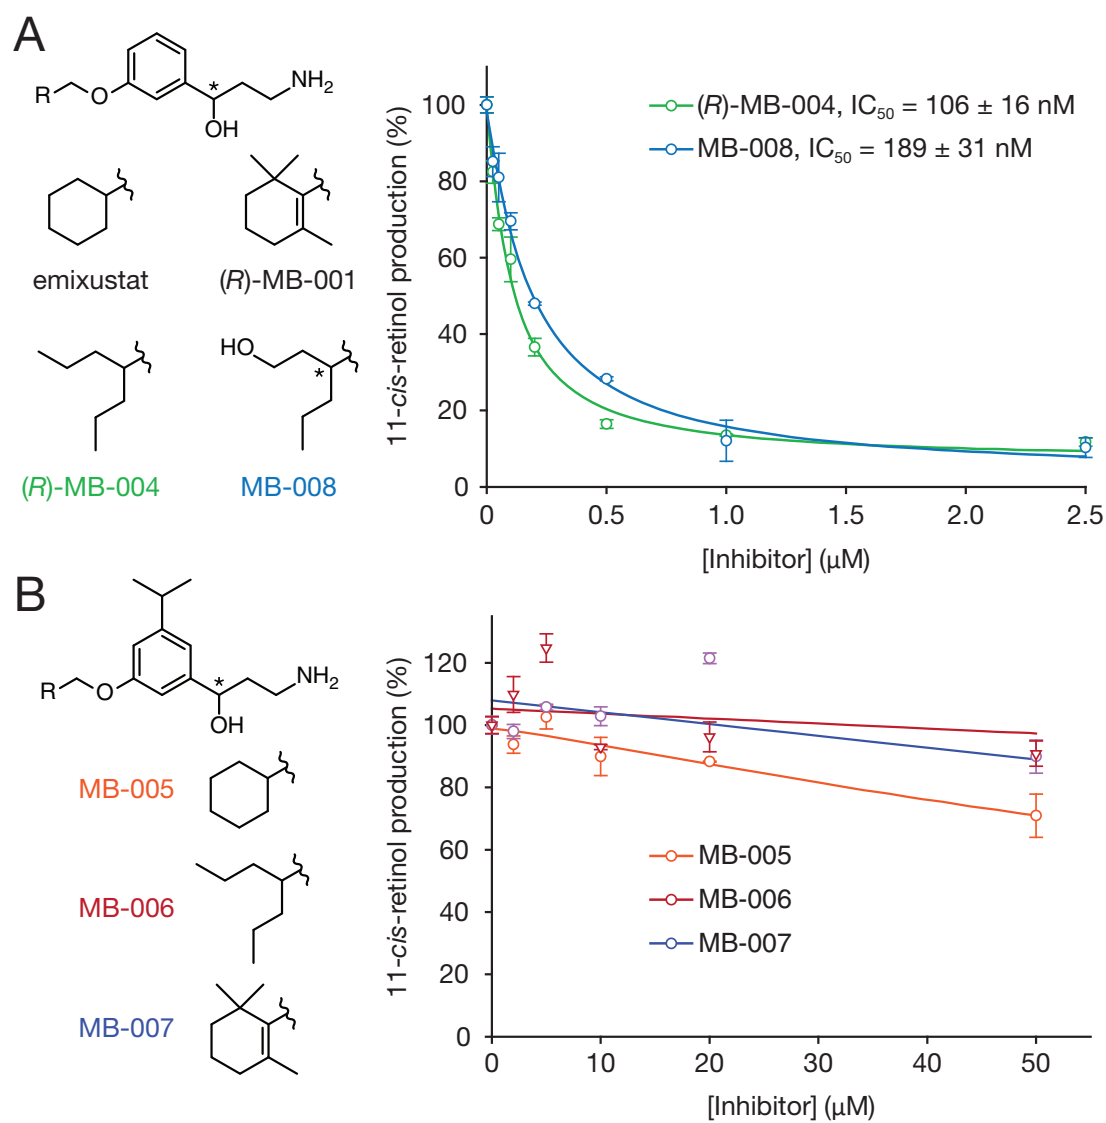 A
R
O
*
OH
NH₂
emixustat
(R)-MB-001
HO
*
(R)-MB-004
MB-008
11-cis-retinol production (%)
100
80
60
40
20
0
0
0.5
1.0
1.5
2.0
2.5
[Inhibitor] (μM)
(R)-MB-004, IC₅₀ = 106 ± 16 nM
MB-008, IC₅₀ = 189 ± 31 nM
B
R
O
*
OH
NH₂
MB-005
MB-006
MB-007
11-cis-retinol production (%)
120
100
80
60
40
20
0
0
10
20
30
40
50
[Inhibitor] (μM)
MB-005
MB-006
MB-007